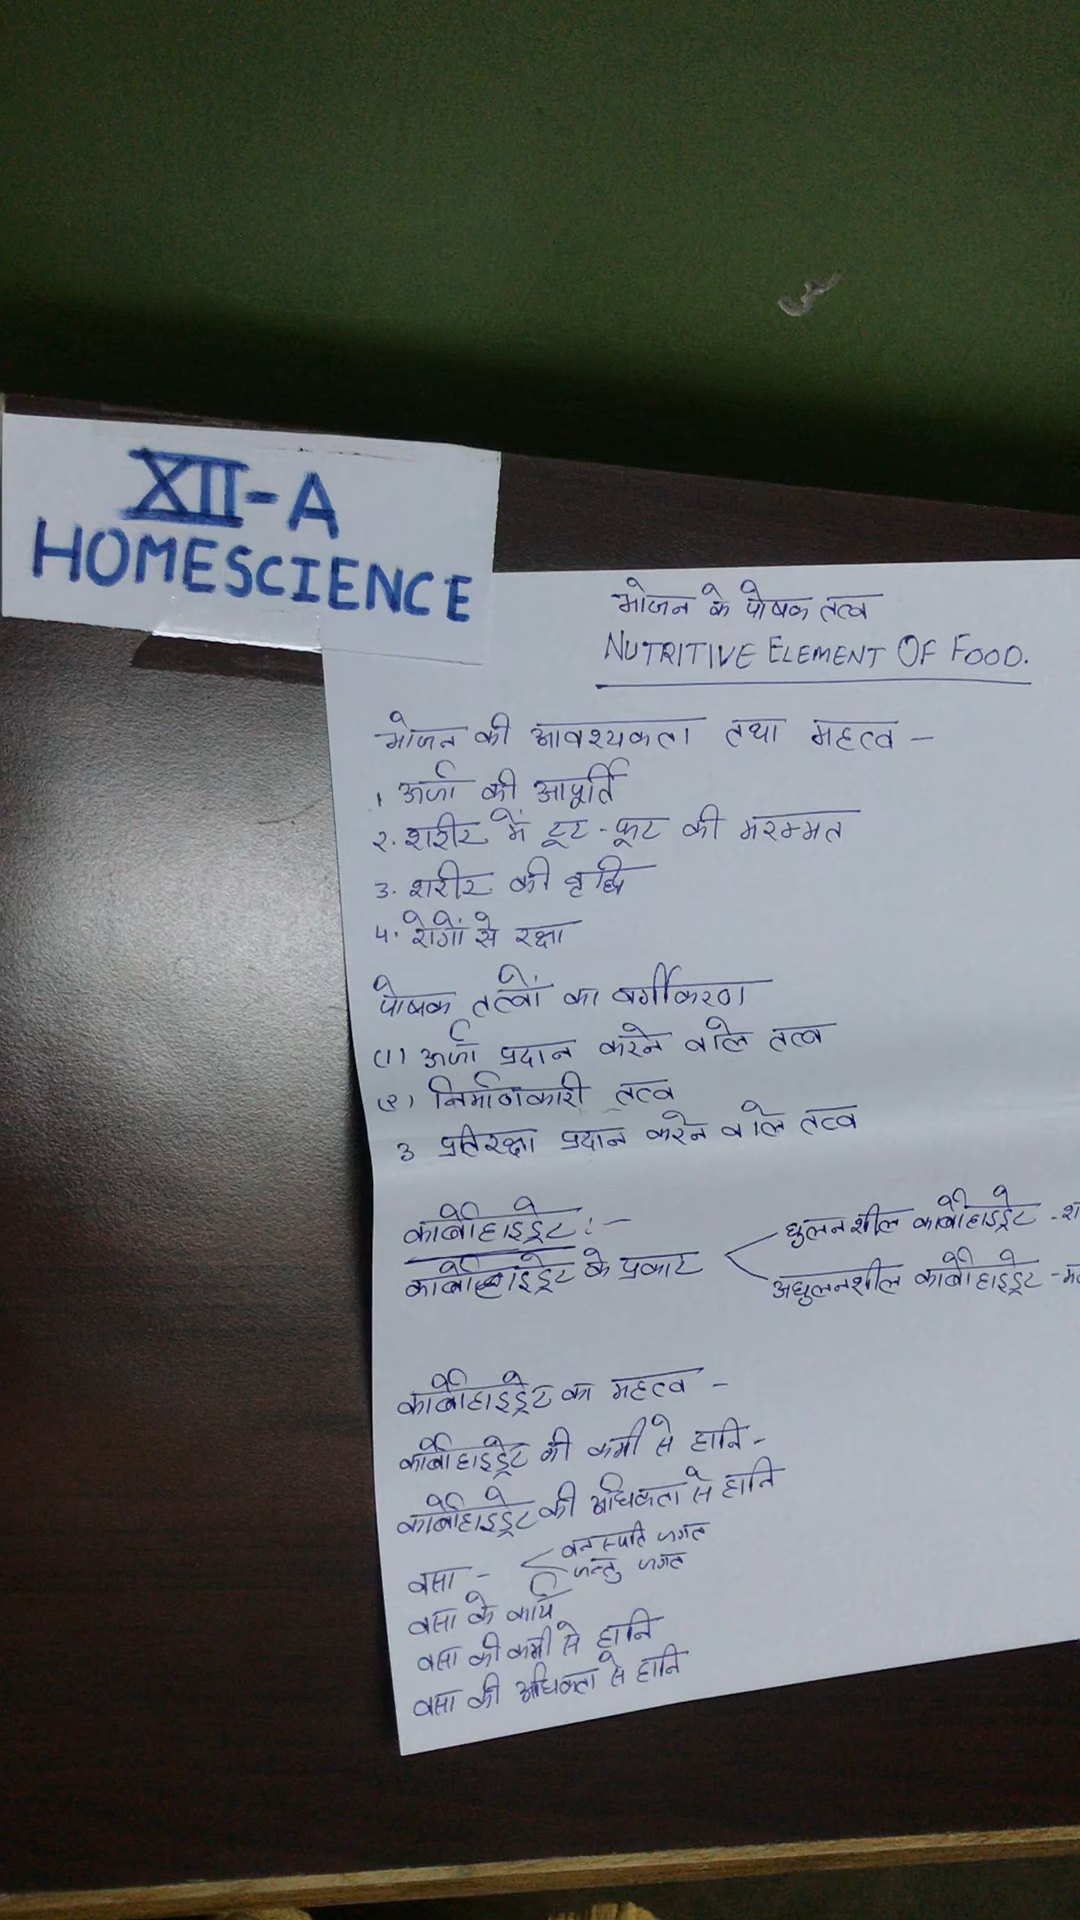 XII-A
HOMESCIENCE
भोजन के पोषक तत्व
NUTRITIVE ELEMENT OF FOOD.
भोजन की आवश्यकता तथा महत्व -
1. ऊर्जा की आपूर्ति
२. शरीर में टूट-फूट की मरम्मत
3. शरीर की वृद्धि
4. रोगों से रक्षा
पोषक तत्वों का वर्गीकरण
(1) ऊर्जा प्रदान करने वाले तत्व
(२) निर्माणकारी तत्व
3 प्रतिरक्षा प्रदान करने वाले तत्व
कार्बोहाइड्रेट :-
कार्बोहाइड्रेट के प्रकार
घुलनशील कार्बोहाइड्रेट -
अघुलनशील कार्बोहाइड्रेट -
कार्बोहाइड्रेट का महत्व -
कार्बोहाइड्रेट की कमी से हानि -
कार्बोहाइड्रेट की अधिकता से हानि
वसा - वनस्पति जगत
जन्तु जगत
वसा के कार्य
वसा की कमी से हानि
वसा की अधिकता से हानि